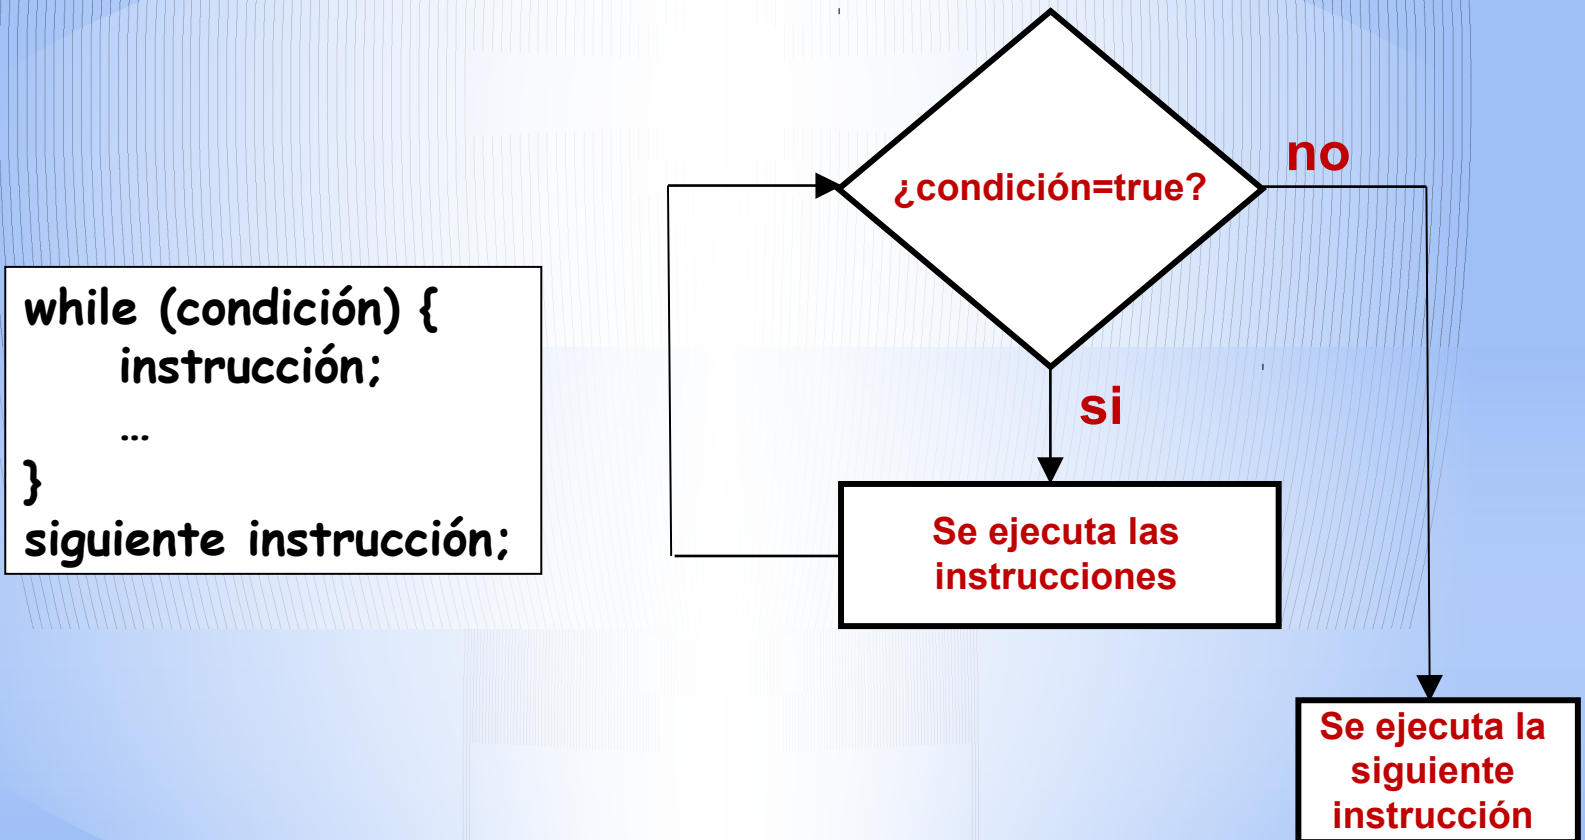 while (condición) {
instrucción;
...
}
siguiente instrucción;
¿condición=true?
no
si
Se ejecuta las
instrucciones
Se ejecuta la
siguiente
instrucción